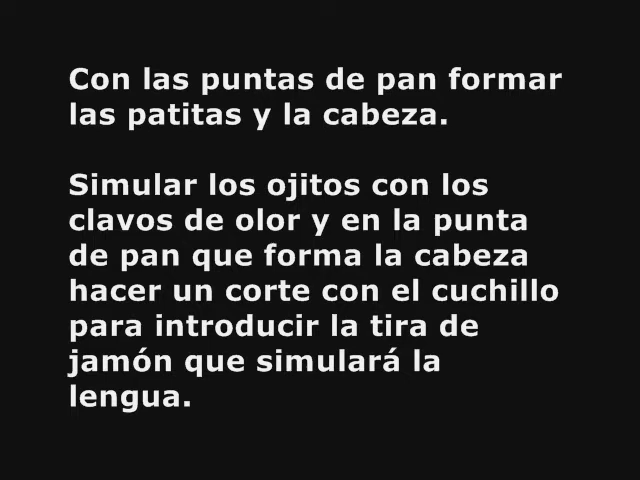 Con las puntas de pan formar
las patitas y la cabeza.
Simular los ojitos con los
clavos de olor y en la punta
de pan que forma la cabeza
hacer un corte con el cuchillo
para introducir la tira de
jamón que simulará la
lengua.